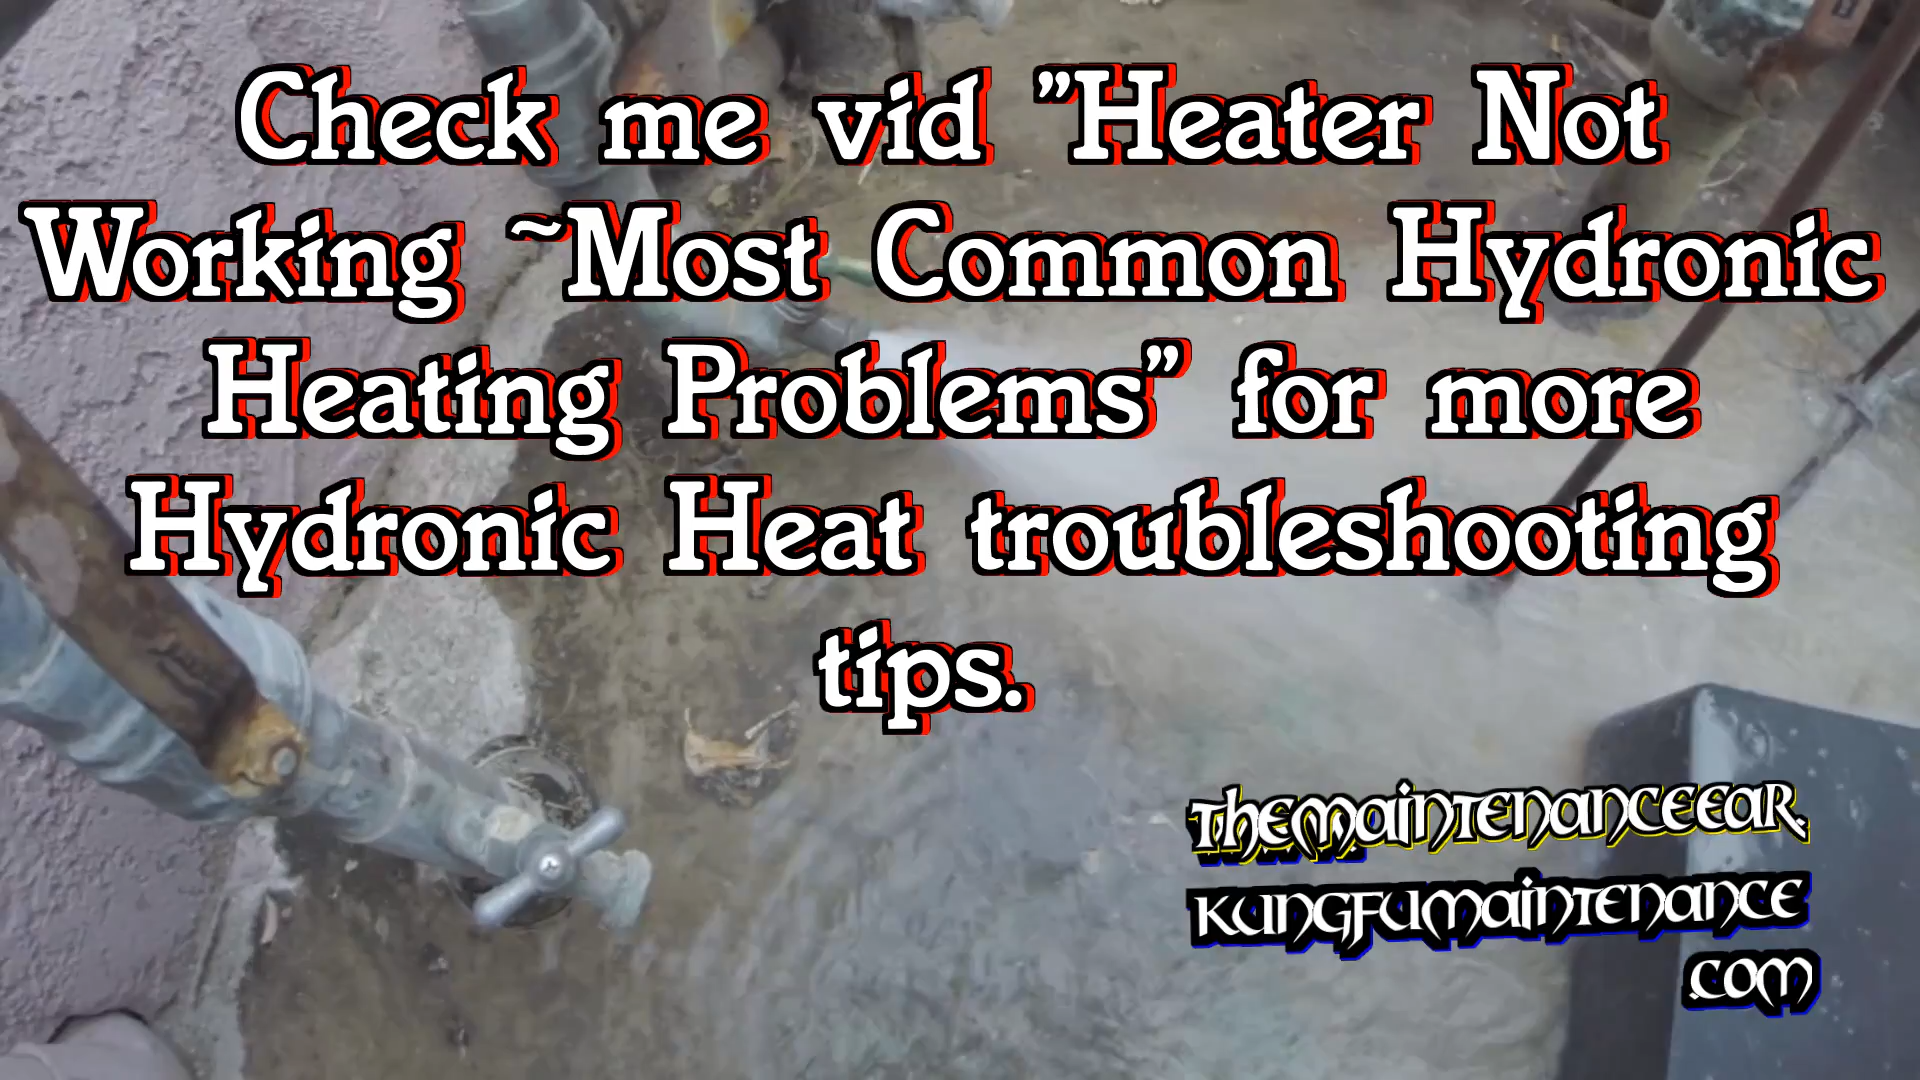 Check me vid "Heater Not
Working ~Most Common Hydronic
Heating Problems" for more
Hydronic Heat troubleshooting
tips.
THEMAINTENANCEEAR.
KUNGFUMAINTENANCE
.COM